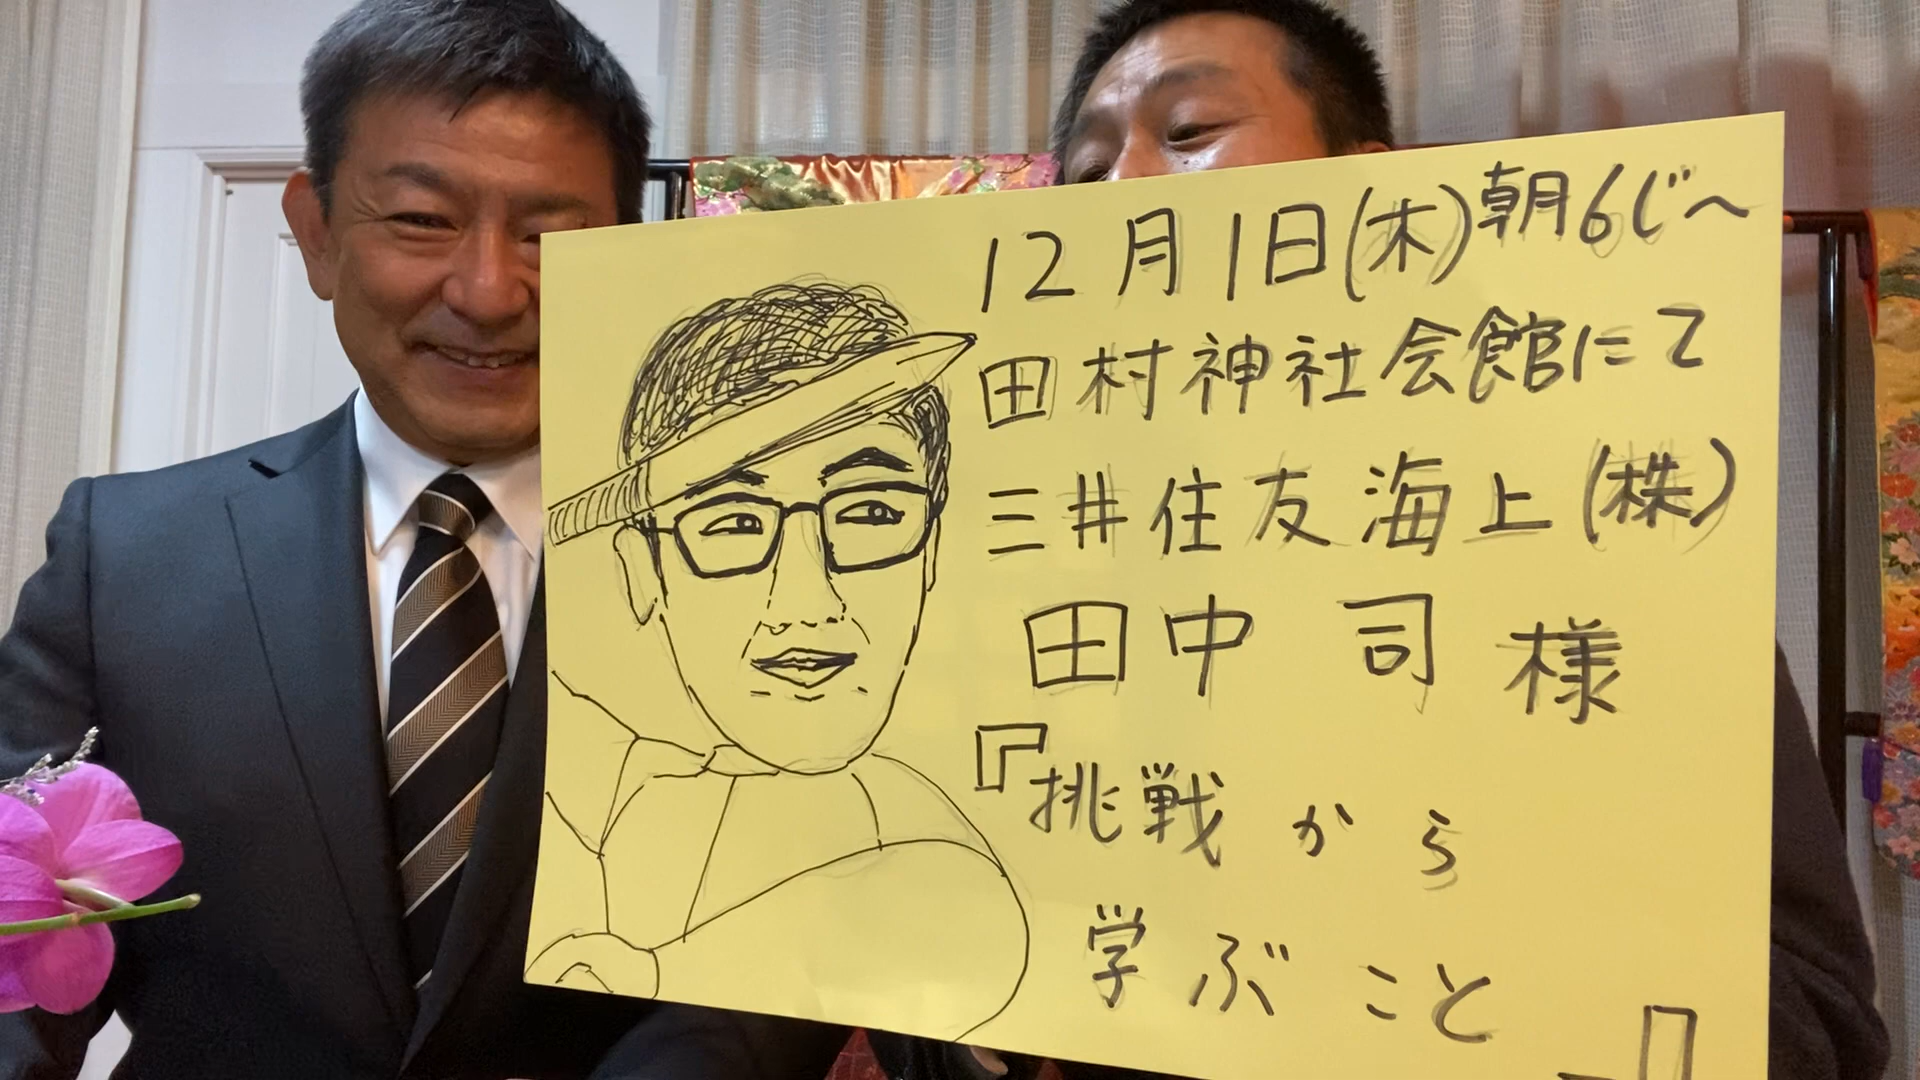 12月1日(木)朝6じ〜
田村神社会館にて
三井住友海上(株)
田中 司 様
『挑戦から
学ぶこと』